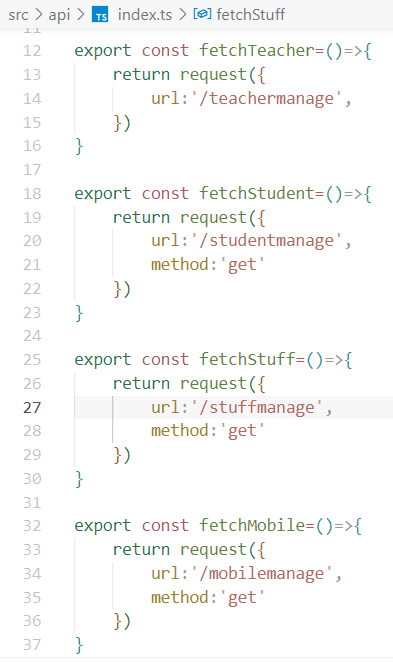 src > api > TS index.ts > fetchStuff
12 export const fetchTeacher=()=>{
13     return request({
14         url:'/teachermanage',
15     })
16 }
17
18 export const fetchStudent=()=>{
19     return request({
20         url:'/studentmanage',
21         method:'get'
22     })
23 }
24
25 export const fetchStuff=()=>{
26     return request({
27         url:'/stuffmanage',
28         method:'get'
29     })
30 }
31
32 export const fetchMobile=()=>{
33     return request({
34         url:'/mobilemanage',
35         method:'get'
36     })
37 }